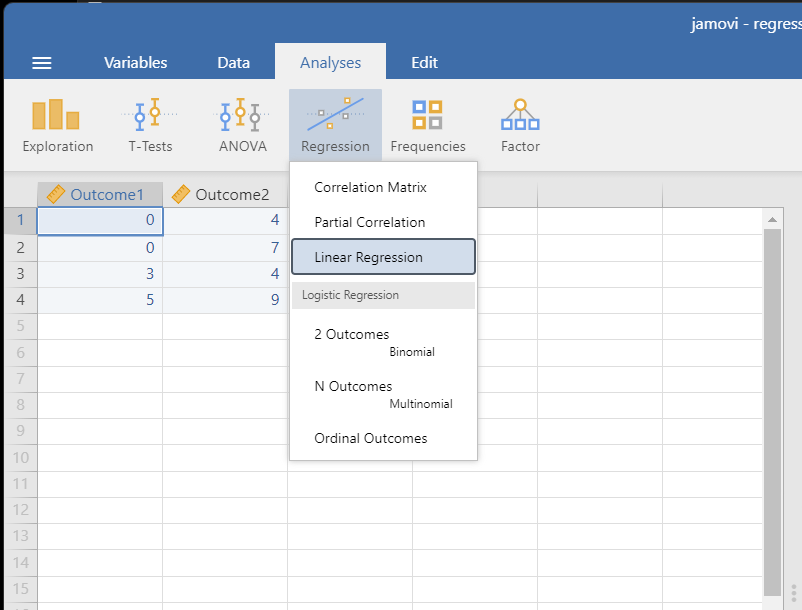 jamovi - regress
Variables Data Analyses Edit
Exploration T-Tests ANOVA Regression Frequencies Factor
Outcome1 Outcome2
1 0 4
2 0 7
3 3 4
4 5 9
5
6
7
8
9
10
11
12
13
14
15
Correlation Matrix
Partial Correlation
Linear Regression
Logistic Regression
2 Outcomes
Binomial
N Outcomes
Multinomial
Ordinal Outcomes